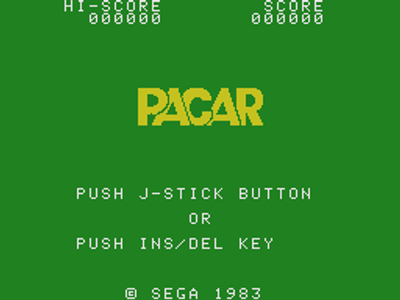 HI-SCORE SCORE
000000 000000
PACAR
PUSH J-STICK BUTTON
OR
PUSH INS/DEL KEY
© SEGA 1983